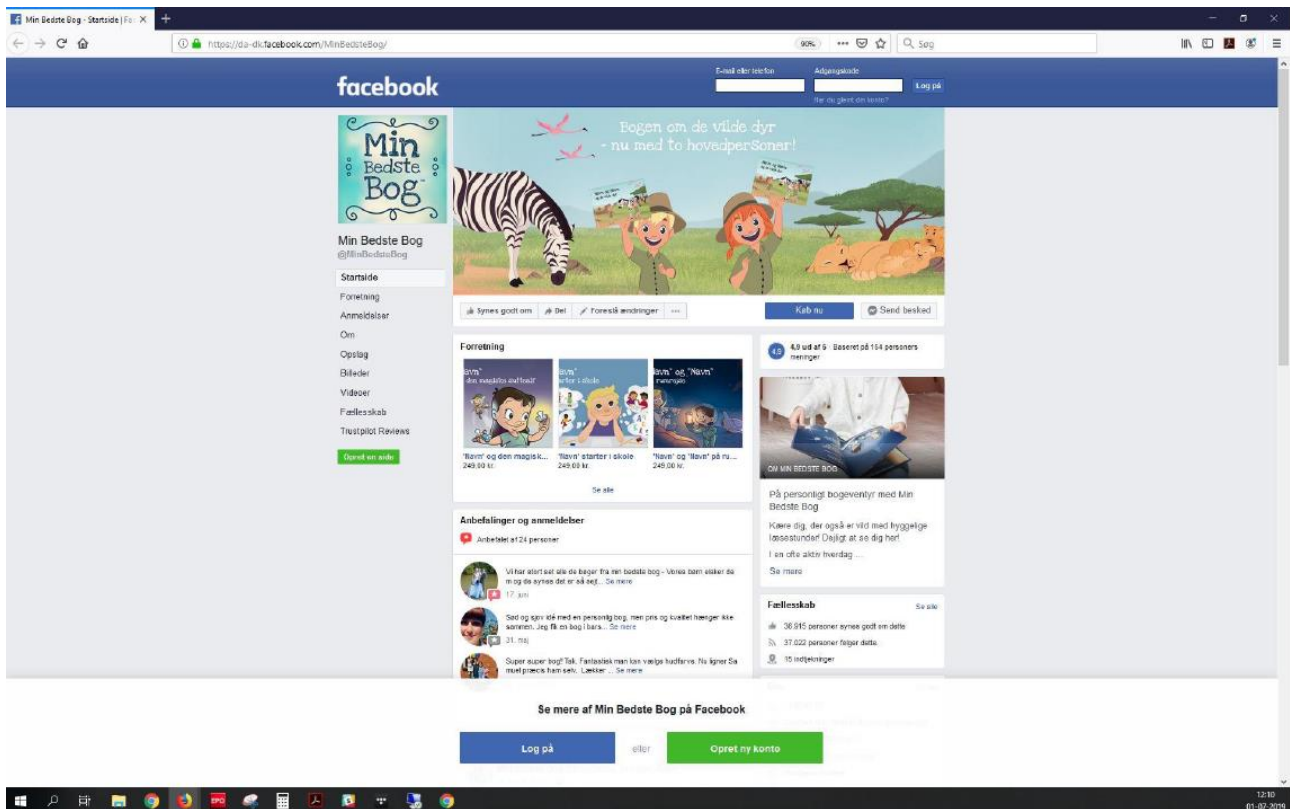 Min Bedste Bog - Startside | Fa
https://da-dk.facebook.com/MinBedsteBog/
90%
Søg
facebook
E-mail eller telefon
Adgangskode
Log på
Har du glemt din konto?
Min
Bedste
Bog
Bogen om de vilde dyr
- nu med to hovedpersoner!
Min Bedste Bog
@MinBedsteBog
Startside
Forretning
Anmeldelser
Om
Opslag
Billeder
Videoer
Fællesskab
Trustpilot Reviews
Opret en side
Synes godt om
Del
Foreslå ændringer
Køb nu
Send besked
Forretning
"Navn" og den magisk...
249,00 kr.
"Navn" starter i skole
249,00 kr.
"Navn" og "Navn" på ru...
249,00 kr.
Se alle
4,9
4,9 ud af 5 · Baseret på 154 personers
meninger
OM MIN BEDSTE BOG
På personligt bogeventyr med Min
Bedste Bog
Kære dig, der også er vild med hyggelige
læsestunder! Dejligt at se dig her!
I en ofte aktiv hverdag ...
Se mere
Anbefalinger og anmeldelser
Anbefalet af 24 personer
Vi har stort set alle de bøger fra min bedste bog - Vores børn elsker de
m og de synes det er så sejt... Se mere
17. juni
Sød og sjov idé med en personlig bog, men pris og kvalitet hænger ikke
sammen. Jeg fik en bog i bars... Se mere
31. maj
Super super bog!! Tak. Fantastisk man kan vælge hudfarve. Nu ligner Sa
muel præcis ham selv. Lækker ... Se mere
Fællesskab
Se alle
36.915 personer synes godt om dette
37.022 personer følger dette
15 indtjekninger
Se mere af Min Bedste Bog på Facebook
Log på
eller
Opret ny konto
12:10
01-07-2019